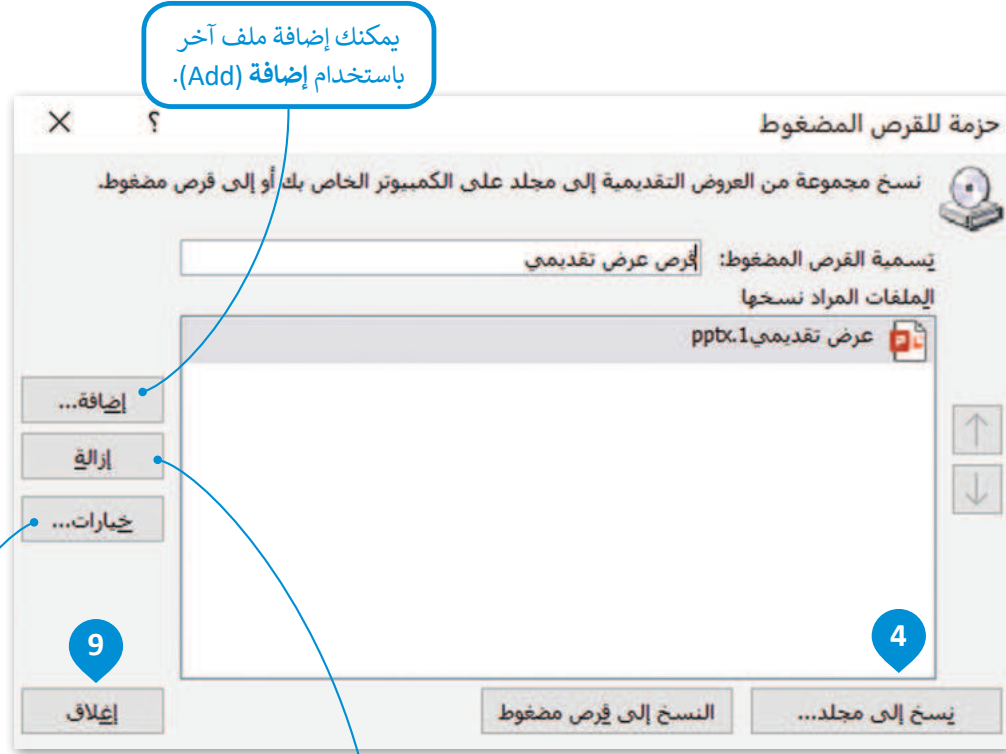 يمكنك إضافة ملف آخر
باستخدام إضافة (Add).
حزمة للقرص المضغوط
؟
نسخ مجموعة من العروض التقديمية إلى مجلد على الكمبيوتر الخاص بك أو إلى قرص مضغوط.
تسمية القرص المضغوط: قرص عرض تقديمي
الملفات المراد نسخها
عرض تقديمي1.pptx
إضافة...
إزالة
خيارات...
4
9
نسخ إلى مجلد...
النسخ إلى قرص مضغوط
إغلاق